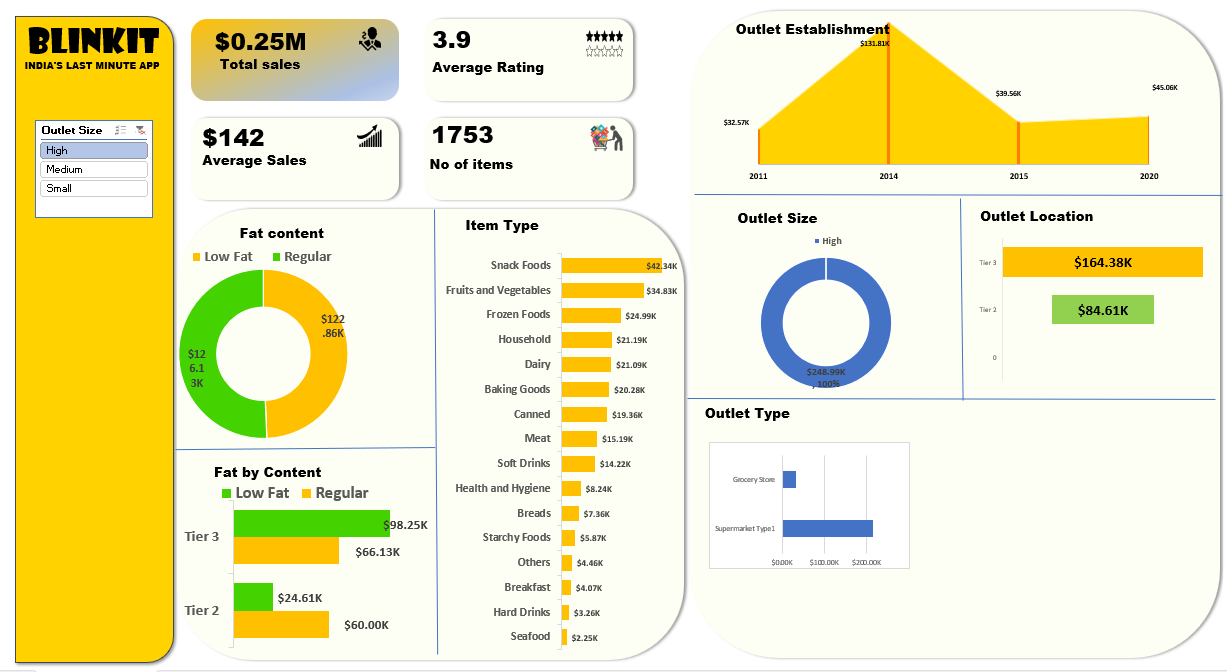 BLINKIT
INDIA'S LAST MINUTE APP
Outlet Size
High
Medium
Small
$0.25M
Total sales
3.9
Average Rating
$142
Average Sales
1753
No of items
Outlet Establishment
$131.81K
$39.56K
$45.06K
$32.57K
2011
2014
2015
2020
Fat content
Low Fat
Regular
$122
.86K
$12
6.1
3K
Item Type
Snack Foods
$42.34K
Fruits and Vegetables
$34.83K
Frozen Foods
$24.99K
Household
$21.19K
Dairy
$21.09K
Baking Goods
$20.28K
Canned
$19.36K
Meat
$15.19K
Soft Drinks
$14.22K
Health and Hygiene
$8.24K
Breads
$7.36K
Starchy Foods
$5.87K
Others
$4.46K
Breakfast
$4.07K
Hard Drinks
$3.26K
Seafood
$2.25K
Outlet Size
High
$248.99K
, 100%
Outlet Location
Tier 3
$164.38K
Tier 2
$84.61K
0
Fat by Content
Low Fat
Regular
Tier 3
$98.25K
$66.13K
Tier 2
$24.61K
$60.00K
Outlet Type
Grocery Store
Supermarket Type1
$0.00K
$100.00K
$200.00K